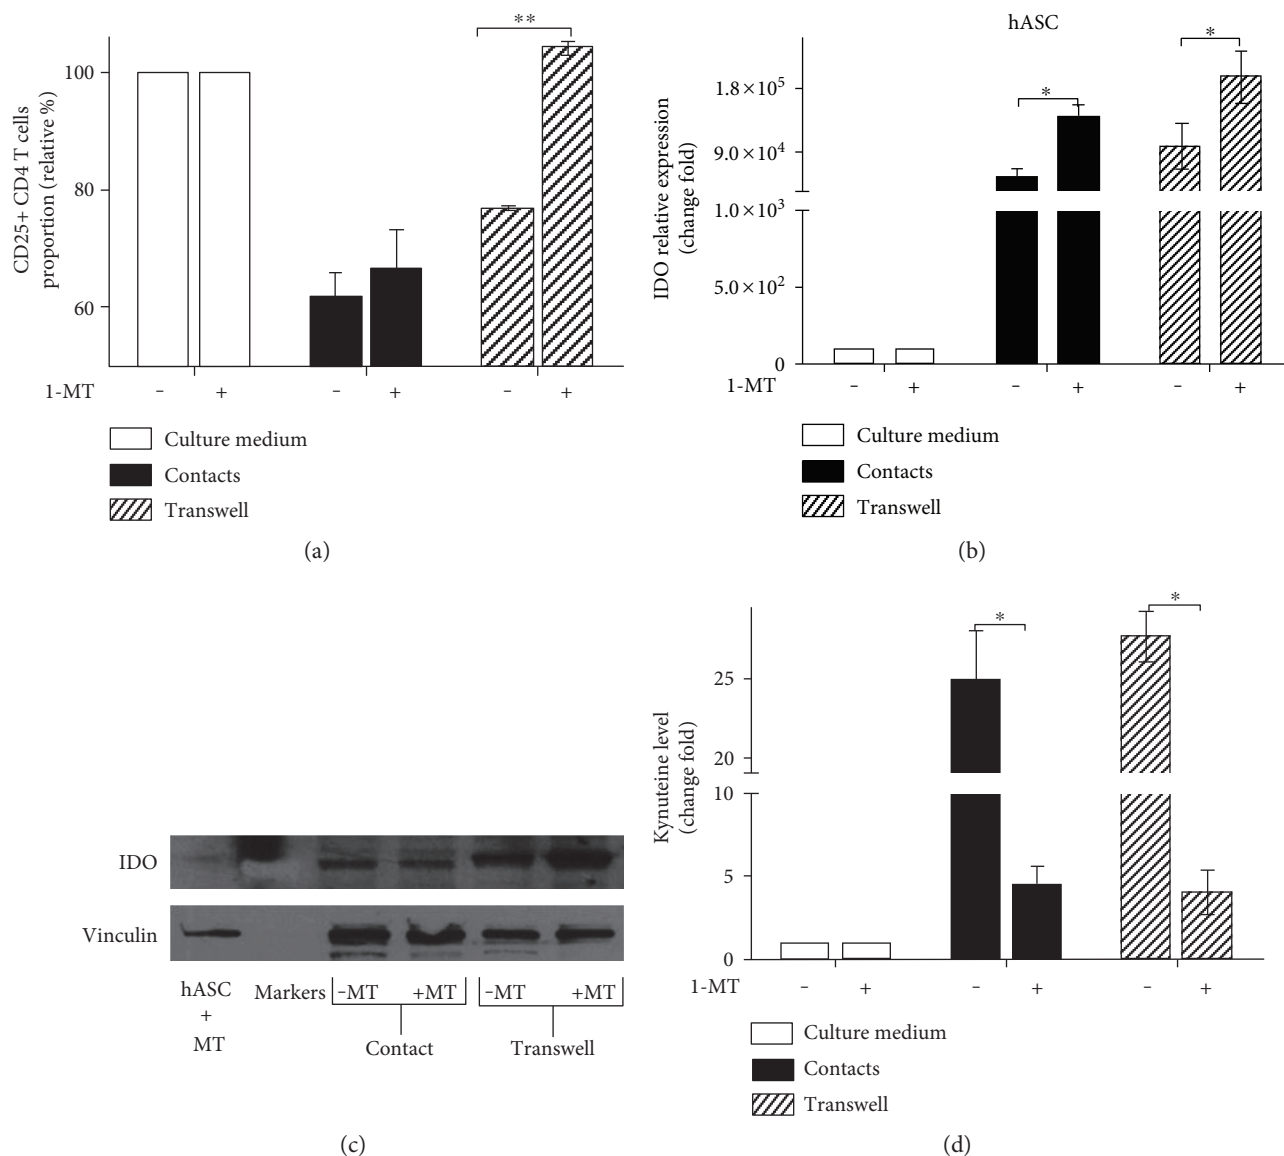 **
100
80
60
CD25+ CD4 T cells
proportion (relative %)
1-MT - + - + - +
Culture medium
Contacts
Transwell
(a)
hASC
*
*
1.8×10⁵
9.0×10⁴
1.0×10³
5.0×10²
0
IDO relative expression
(change fold)
1-MT - + - + - +
Culture medium
Contacts
Transwell
(b)
IDO
Vinculin
hASC
+
MT
Markers
-MT +MT -MT +MT
Contact Transwell
(c)
*
*
25
20
10
5
0
Kynuteine level
(change fold)
1-MT - + - + - +
Culture medium
Contacts
Transwell
(d)